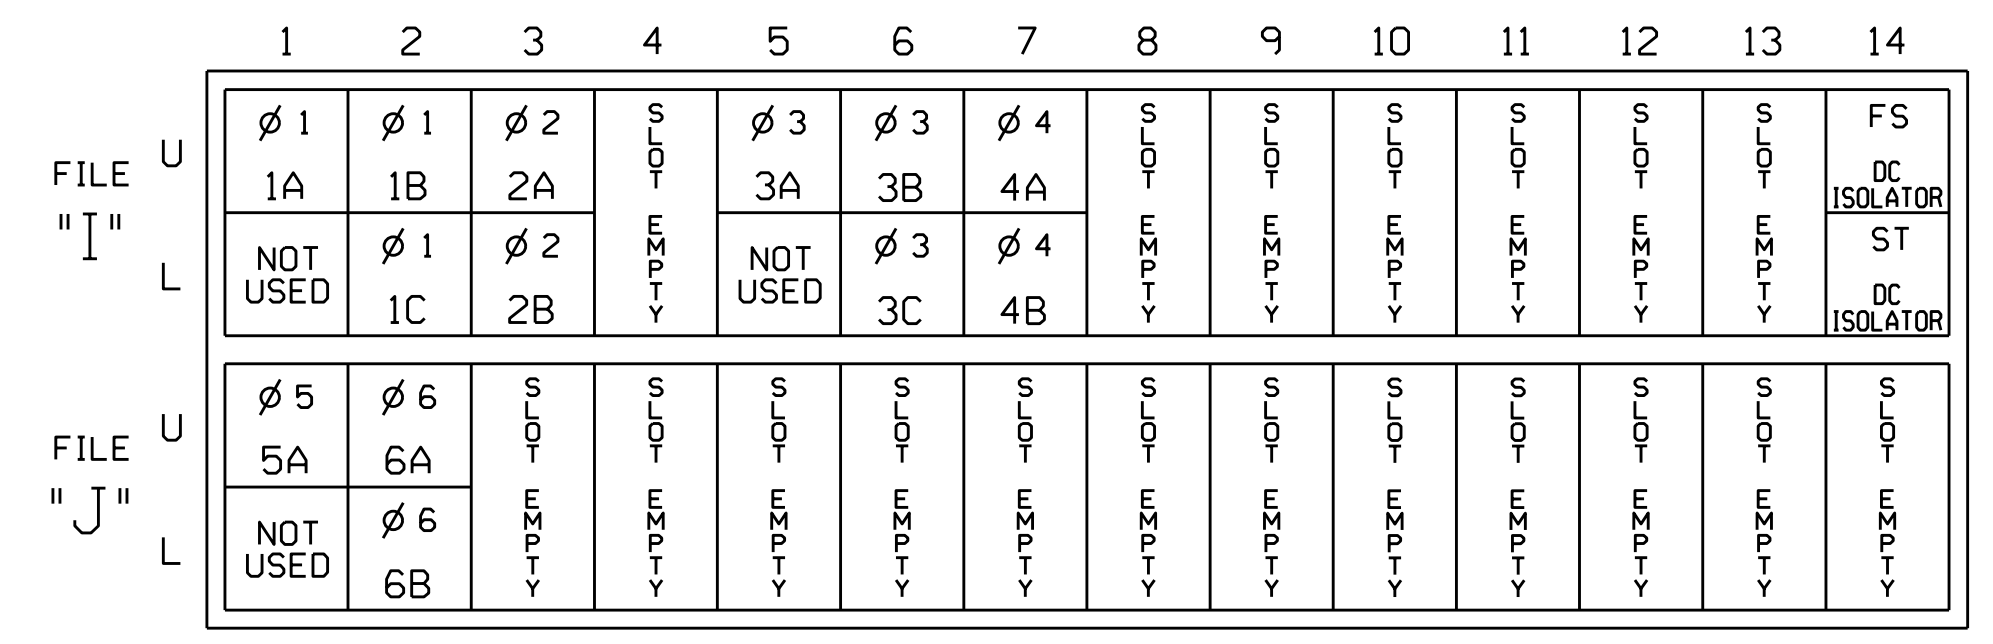 1 2 3 4 5 6 7 8 9 10 11 12 13 14
FILE "I"
U
L
Ø 1
1A
NOT
USED
Ø 1
1B
Ø 1
1C
Ø 2
2A
Ø 2
2B
SLOT EMPTY
Ø 3
3A
NOT
USED
Ø 3
3B
Ø 3
3C
Ø 4
4A
Ø 4
4B
SLOT EMPTY
SLOT EMPTY
SLOT EMPTY
SLOT EMPTY
SLOT EMPTY
SLOT EMPTY
FS
DC
ISOLATOR
ST
DC
ISOLATOR
FILE "J"
U
L
Ø 5
5A
NOT
USED
Ø 6
6A
Ø 6
6B
SLOT EMPTY
SLOT EMPTY
SLOT EMPTY
SLOT EMPTY
SLOT EMPTY
SLOT EMPTY
SLOT EMPTY
SLOT EMPTY
SLOT EMPTY
SLOT EMPTY
SLOT EMPTY
SLOT EMPTY